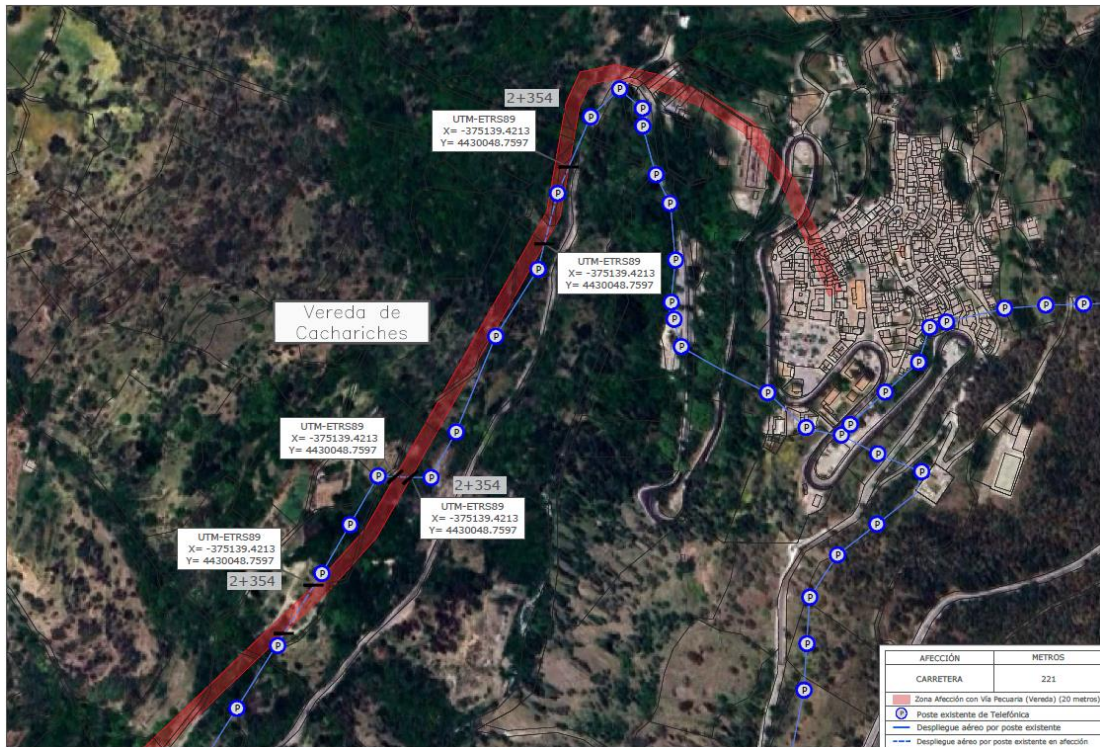 2+354
UTM-ETRS89
X= -375139.4213
Y= 4430048.7597
UTM-ETRS89
X= -375139.4213
Y= 4430048.7597
Vereda de
Cachariches
UTM-ETRS89
X= -375139.4213
Y= 4430048.7597
2+354
UTM-ETRS89
X= -375139.4213
Y= 4430048.7597
UTM-ETRS89
X= -375139.4213
Y= 4430048.7597
2+354
AFECCIÓN METROS
CARRETERA 221
Zona Afección con Vía Pecuaria (Vereda) (20 metros)
P Poste existente de Telefónica
Despliegue aéreo por poste existente
Despliegue aéreo por poste existente en afección